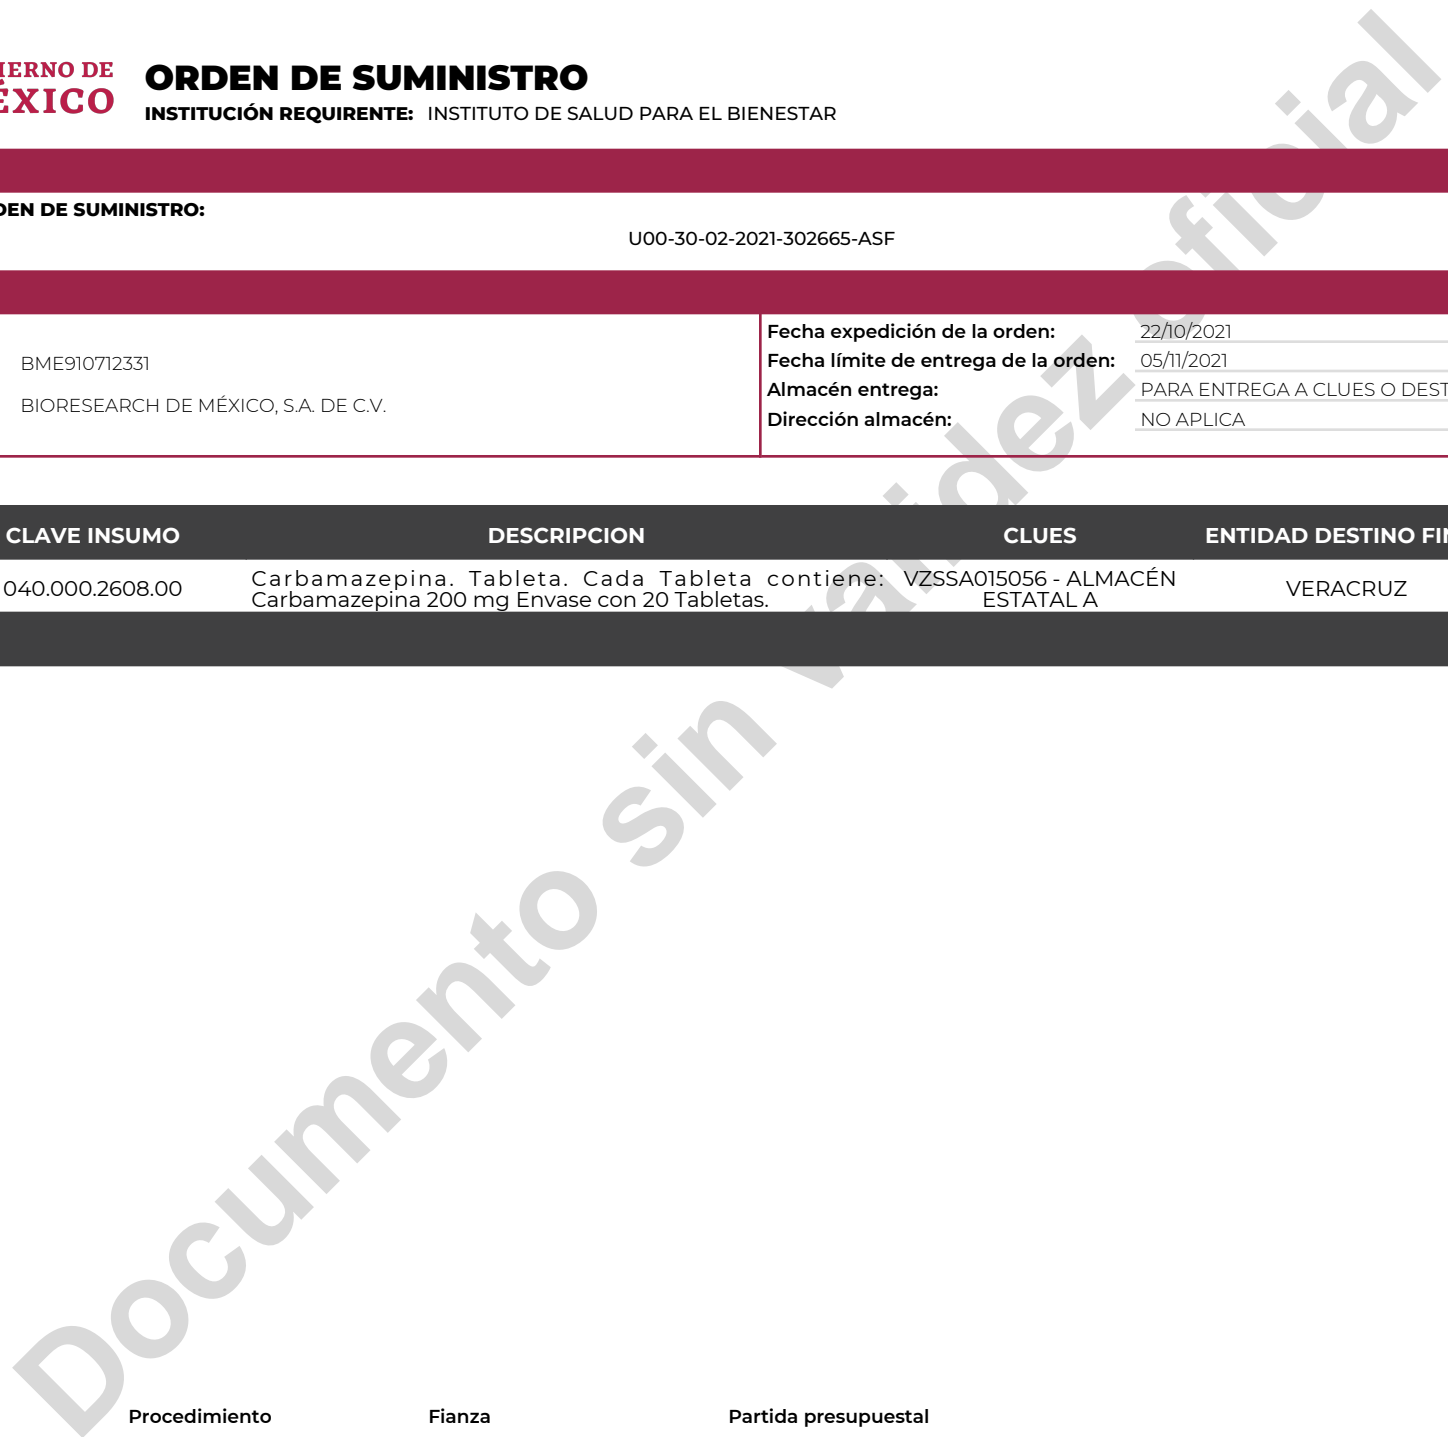 IERNO DE
ÉXICO
ORDEN DE SUMINISTRO
INSTITUCIÓN REQUIRENTE: INSTITUTO DE SALUD PARA EL BIENESTAR
DEN DE SUMINISTRO:
U00-30-02-2021-302665-ASF
BME910712331
BIORESEARCH DE MÉXICO, S.A. DE C.V.
Fecha expedición de la orden: 22/10/2021
Fecha límite de entrega de la orden: 05/11/2021
Almacén entrega: PARA ENTREGA A CLUES O DEST
Dirección almacén: NO APLICA
CLAVE INSUMO DESCRIPCION CLUES ENTIDAD DESTINO FIN
040.000.2608.00
Carbamazepina. Tableta. Cada Tableta contiene:
Carbamazepina 200 mg Envase con 20 Tabletas.
VZSSA015056 - ALMACÉN
ESTATAL A
VERACRUZ
Documento sin validez oficial
Procedimiento Fianza Partida presupuestal